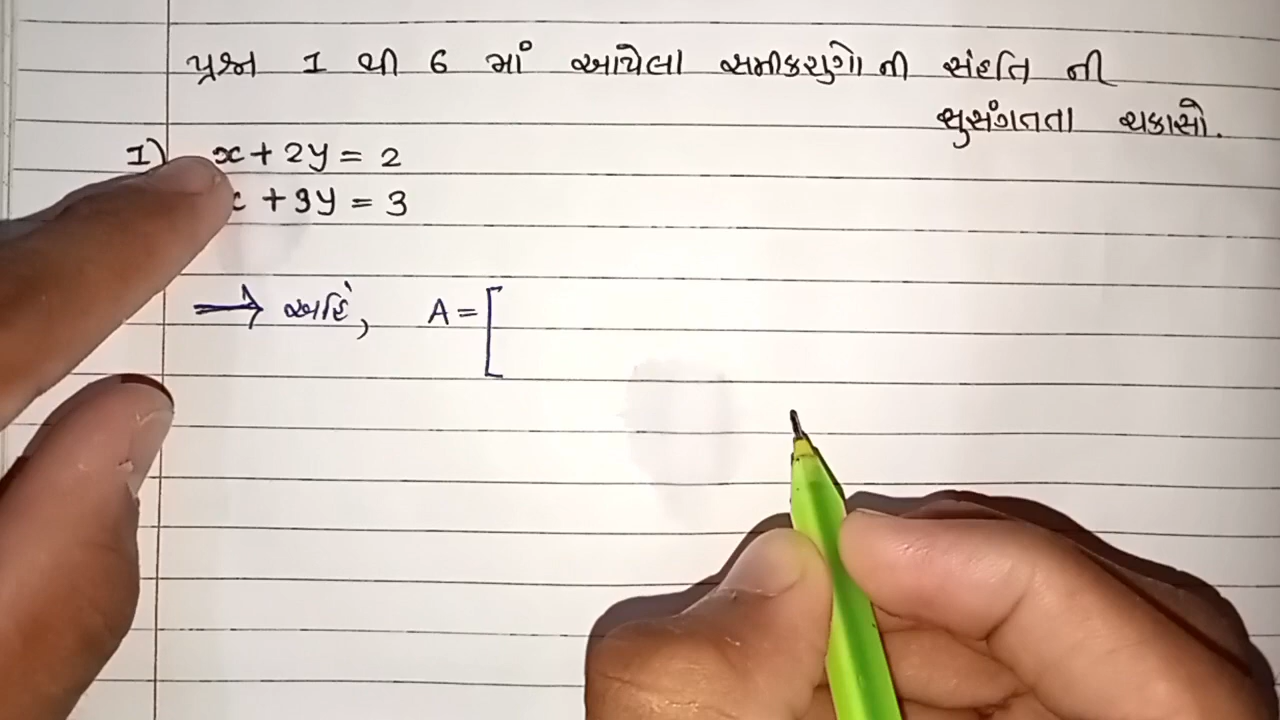 પ્રશ્ન 1 થી 6 માં આપેલા સમીકરણો ની સંહતિ ની
સુસંગતતા ચકાસો.
1) x + 2y = 2
x + 3y = 3
⟹ અહિં, A = [